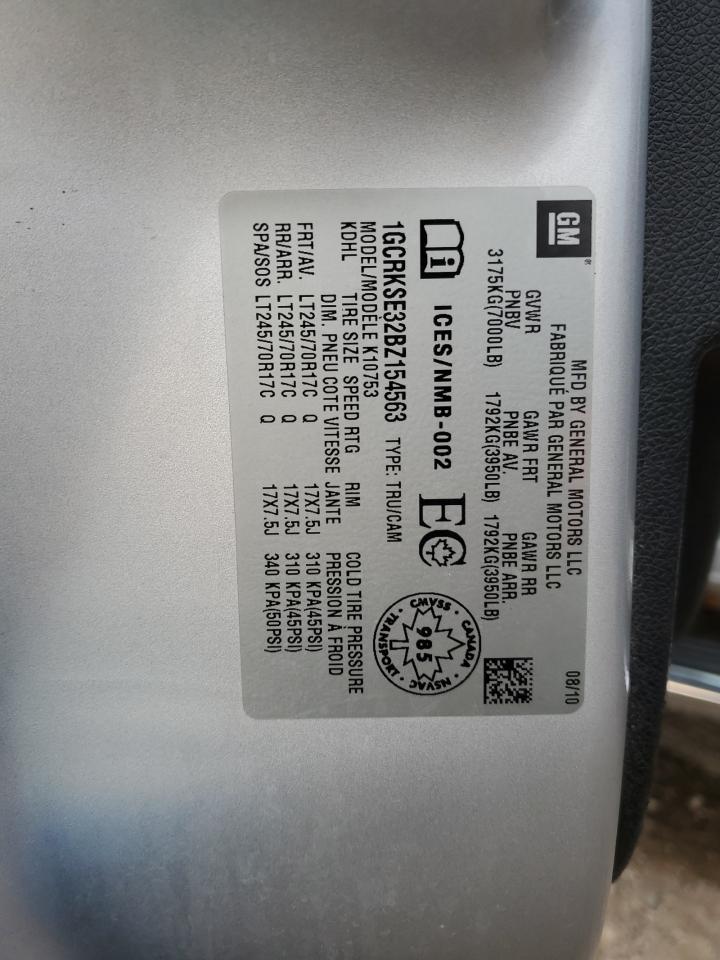 GM
MFD BY GENERAL MOTORS LLC 08/10
FABRIQUÉ PAR GENERAL MOTORS LLC
GVWR GAWR FRT GAWR RR
PNBV PNBE AV. PNBE ARR.
3175KG(7000LB) 1792KG(3950LB) 1792KG(3950LB)
i ICES/NMB-002 EC
CANADA · NSVAC · TRANSPORT · CMVSS ·
985
1GCRKSE32BZ154563 TYPE: TRU/CAM
MODEL/MODÈLE K10753
KDHL TIRE SIZE SPEED RTG RIM COLD TIRE PRESSURE
DIM. PNEU COTE VITESSE JANTE PRESSION À FROID
FRT/AV. LT245/70R17C Q 17X7.5J 310 KPA(45PSI)
RR/ARR. LT245/70R17C Q 17X7.5J 310 KPA(45PSI)
SPA/SOS LT245/70R17C Q 17X7.5J 340 KPA(50PSI)